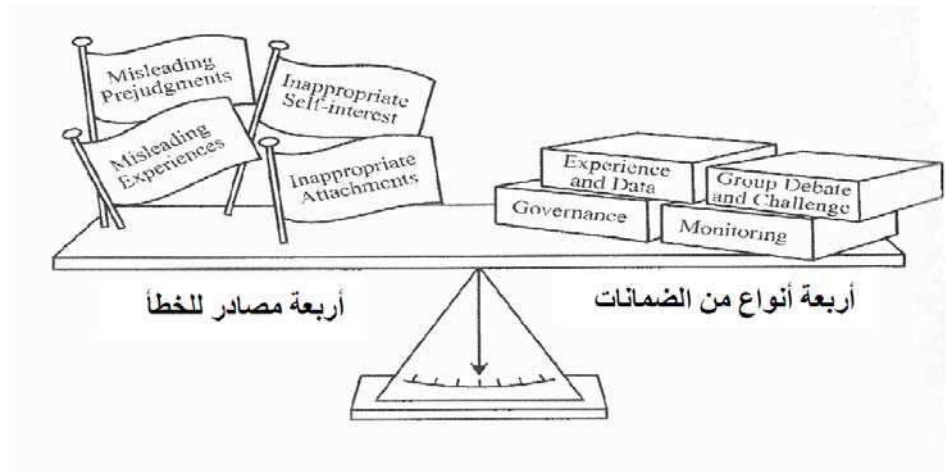 Misleading
Prejudgments
Inappropriate
Self-interest
Misleading
Experiences
Inappropriate
Attachments
Experience
and Data
Group Debate
and Challenge
Governance
Monitoring
أربعة مصادر للخطأ
أربعة أنواع من الضمانات